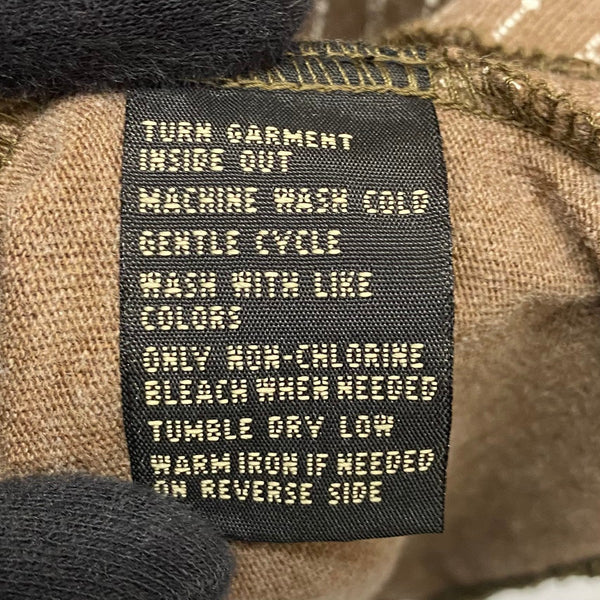 TURN GARMENT
INSIDE OUT
MACHINE WASH COLD
GENTLE CYCLE
WASH WITH LIKE
COLORS
ONLY NON-CHLORINE
BLEACH WHEN NEEDED
TUMBLE DRY LOW
WARM IRON IF NEEDED
ON REVERSE SIDE